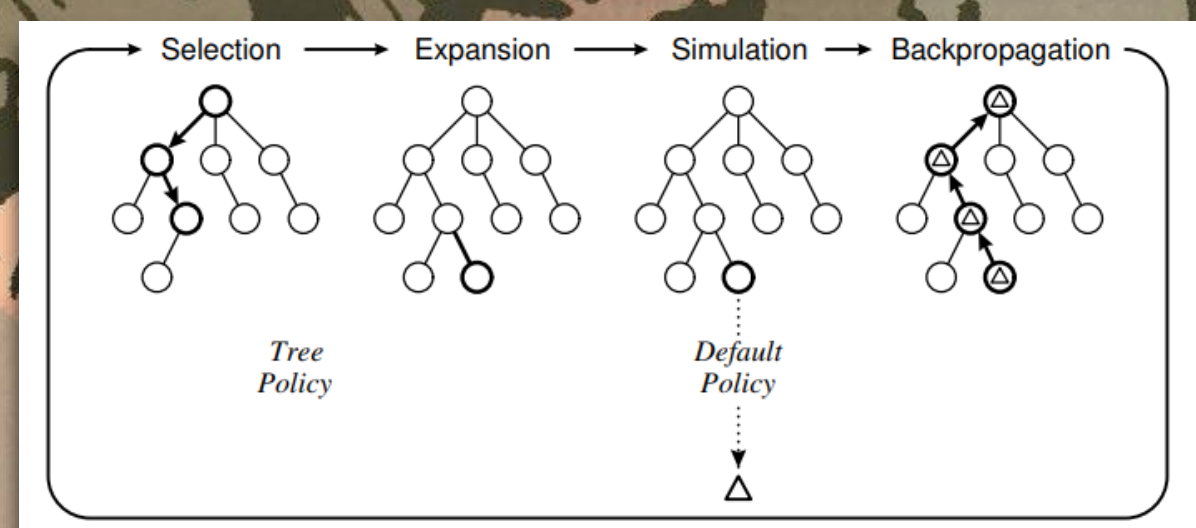 Selection
Expansion
Simulation
Backpropagation
Tree
Policy
Default
Policy